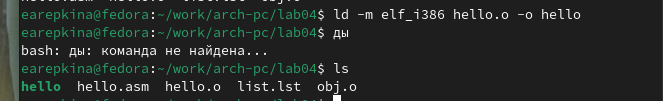 earepkina@fedora:~/work/arch-pc/lab04$ ld -m elf_i386 hello.o -o hello
earepkina@fedora:~/work/arch-pc/lab04$ ды
bash: ды: команда не найдена...
earepkina@fedora:~/work/arch-pc/lab04$ ls
hello  hello.asm  hello.o  list.lst  obj.o